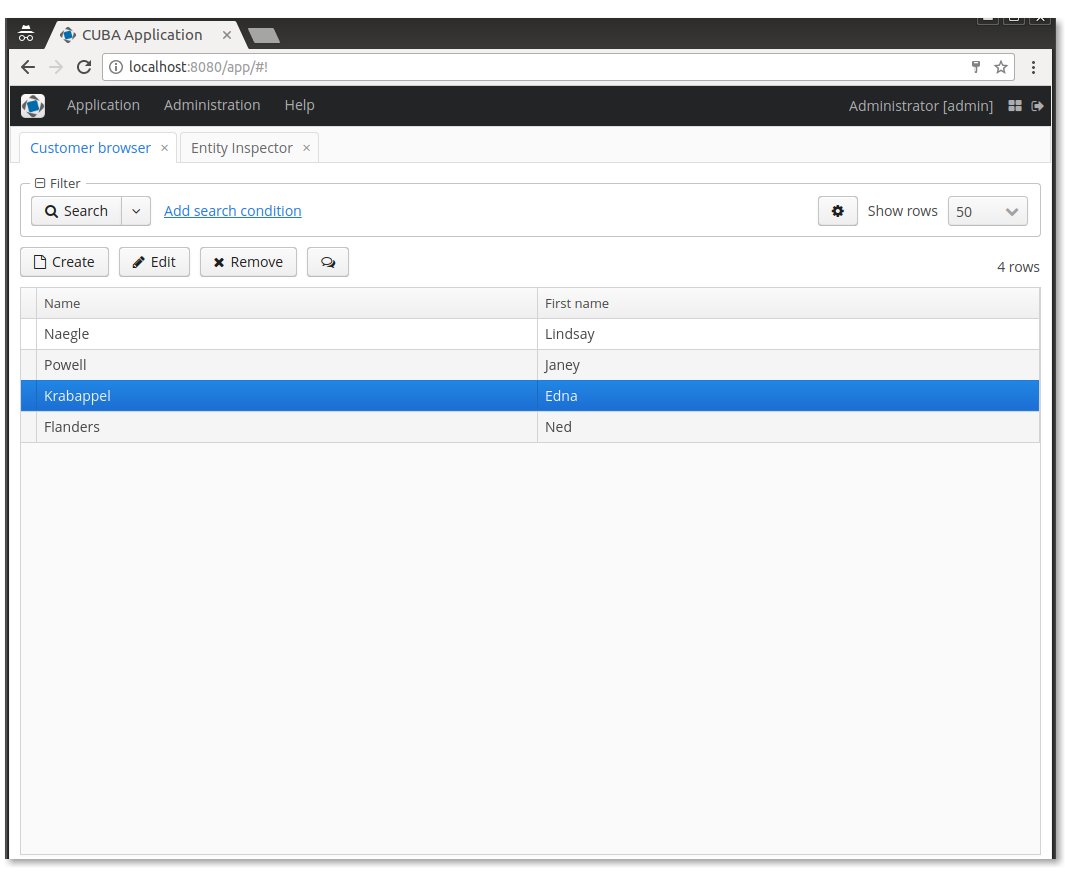 CUBA Application
localhost:8080/app/#!
Application Administration Help Administrator [admin]
Customer browser Entity Inspector
Filter
Search Add search condition Show rows 50
Create Edit Remove 4 rows
Name First name
Naegle Lindsay
Powell Janey
Krabappel Edna
Flanders Ned